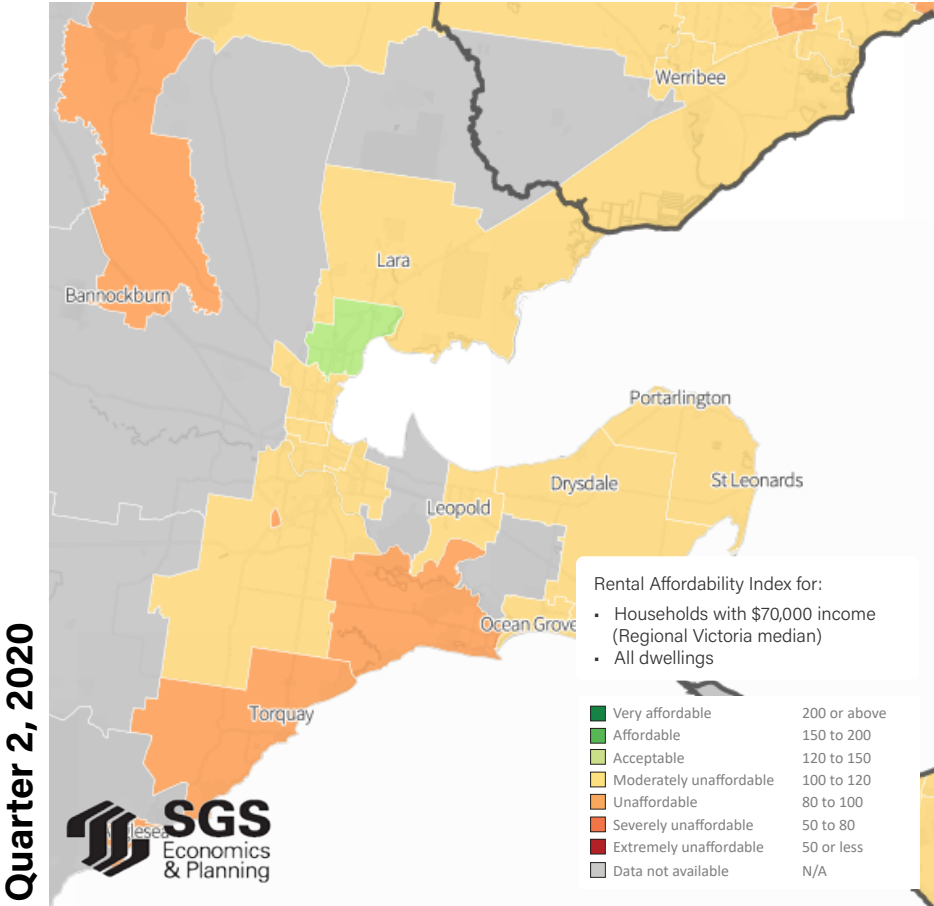 Quarter 2, 2020
Werribee
Lara
Bannockburn
Portarlington
Drysdale
St Leonards
Leopold
Ocean Grove
Torquay
Rental Affordability Index for:
▪ Households with $70,000 income
(Regional Victoria median)
▪ All dwellings
Very affordable 200 or above
Affordable 150 to 200
Acceptable 120 to 150
Moderately unaffordable 100 to 120
Unaffordable 80 to 100
Severely unaffordable 50 to 80
Extremely unaffordable 50 or less
Data not available N/A
SGS
Economics
& Planning